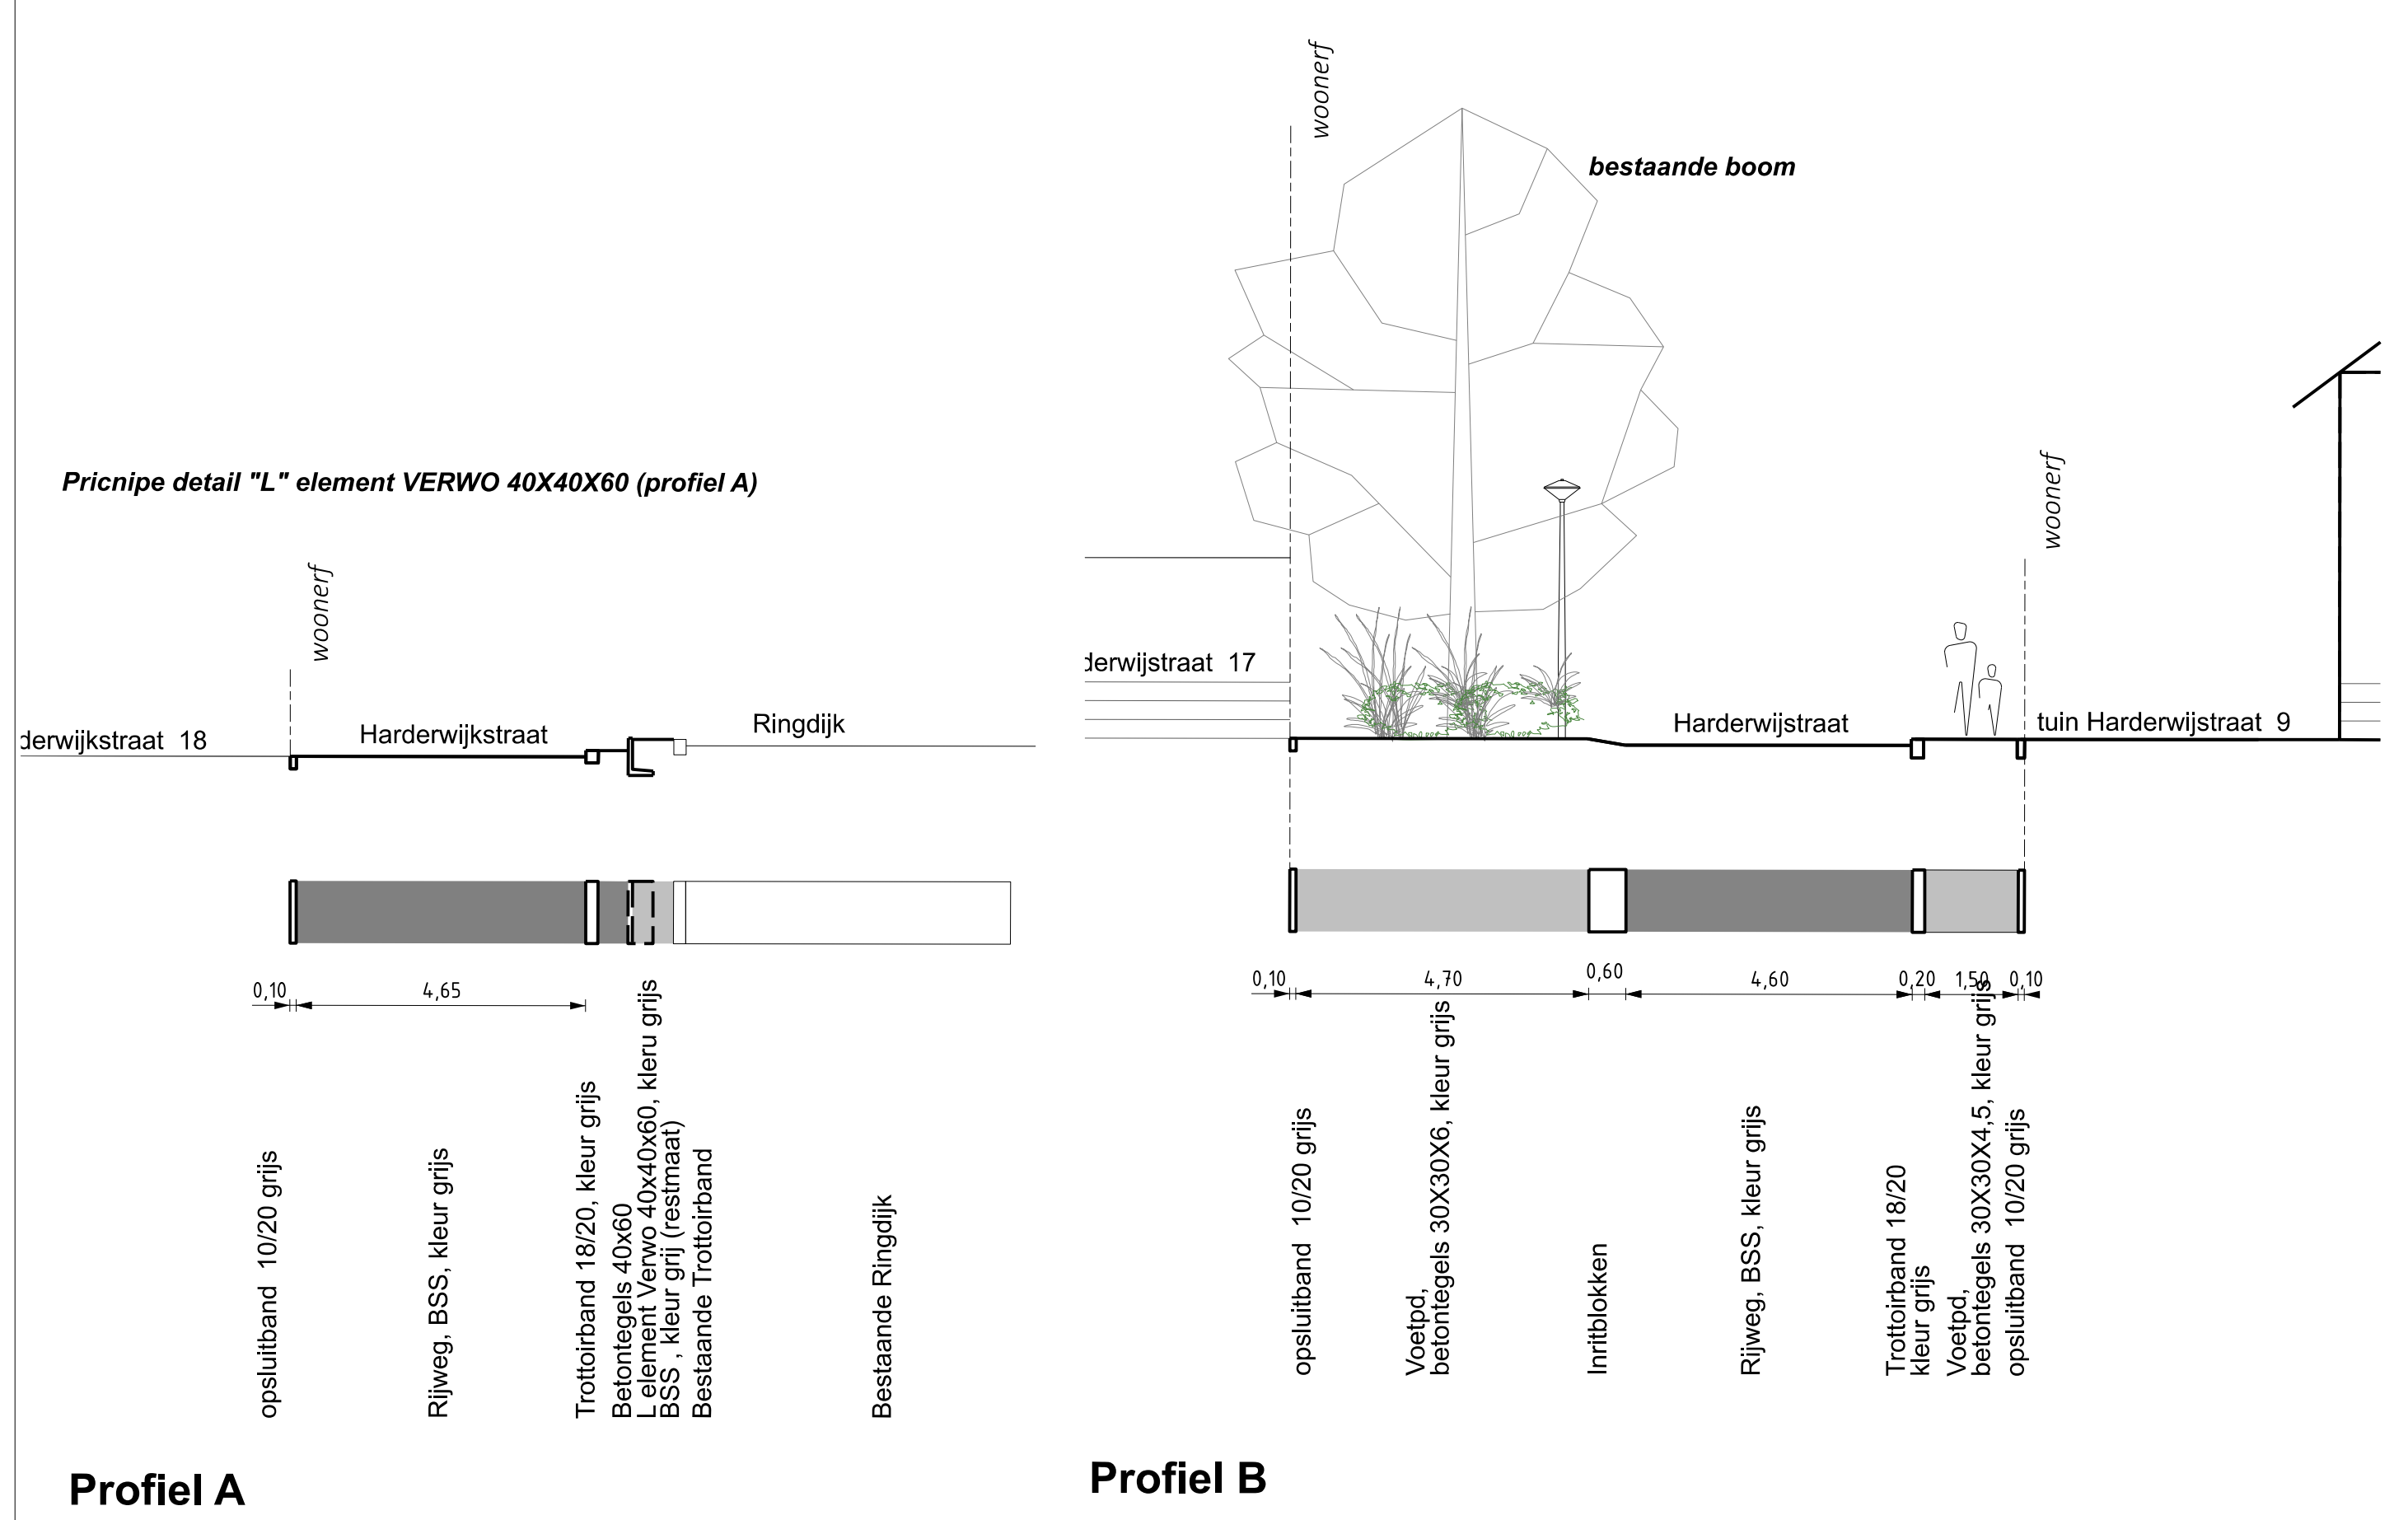 woonerf
bestaande boom
Pricnipe detail "L" element VERWO 40X40X60 (profiel A)
woonerf
derwijkstraat 18
Harderwijkstraat
Ringdijk
0,10
4,65
opsluitband 10/20 grijs
Rijweg, BSS, kleur grijs
Trottoirband 18/20, kleur grijs
Betontegels 40x60
L element Verwo 40x40x60, kleru grijs
BSS , kleur grij (restmaat)
Bestaande Trottoirband
Bestaande Ringdijk
Profiel A
woonerf
derwijstraat 17
Harderwijstraat
tuin Harderwijstraat 9
0,10
4,70
0,60
4,60
0,20
1,50
0,10
opsluitband 10/20 grijs
Voetpd,
betontegels 30X30X6, kleur grijs
Inritblokken
Rijweg, BSS, kleur grijs
Trottoirband 18/20
kleur grijs
Voetpd,
betontegels 30X30X4,5, kleur grijs
opsluitband 10/20 grijs
Profiel B